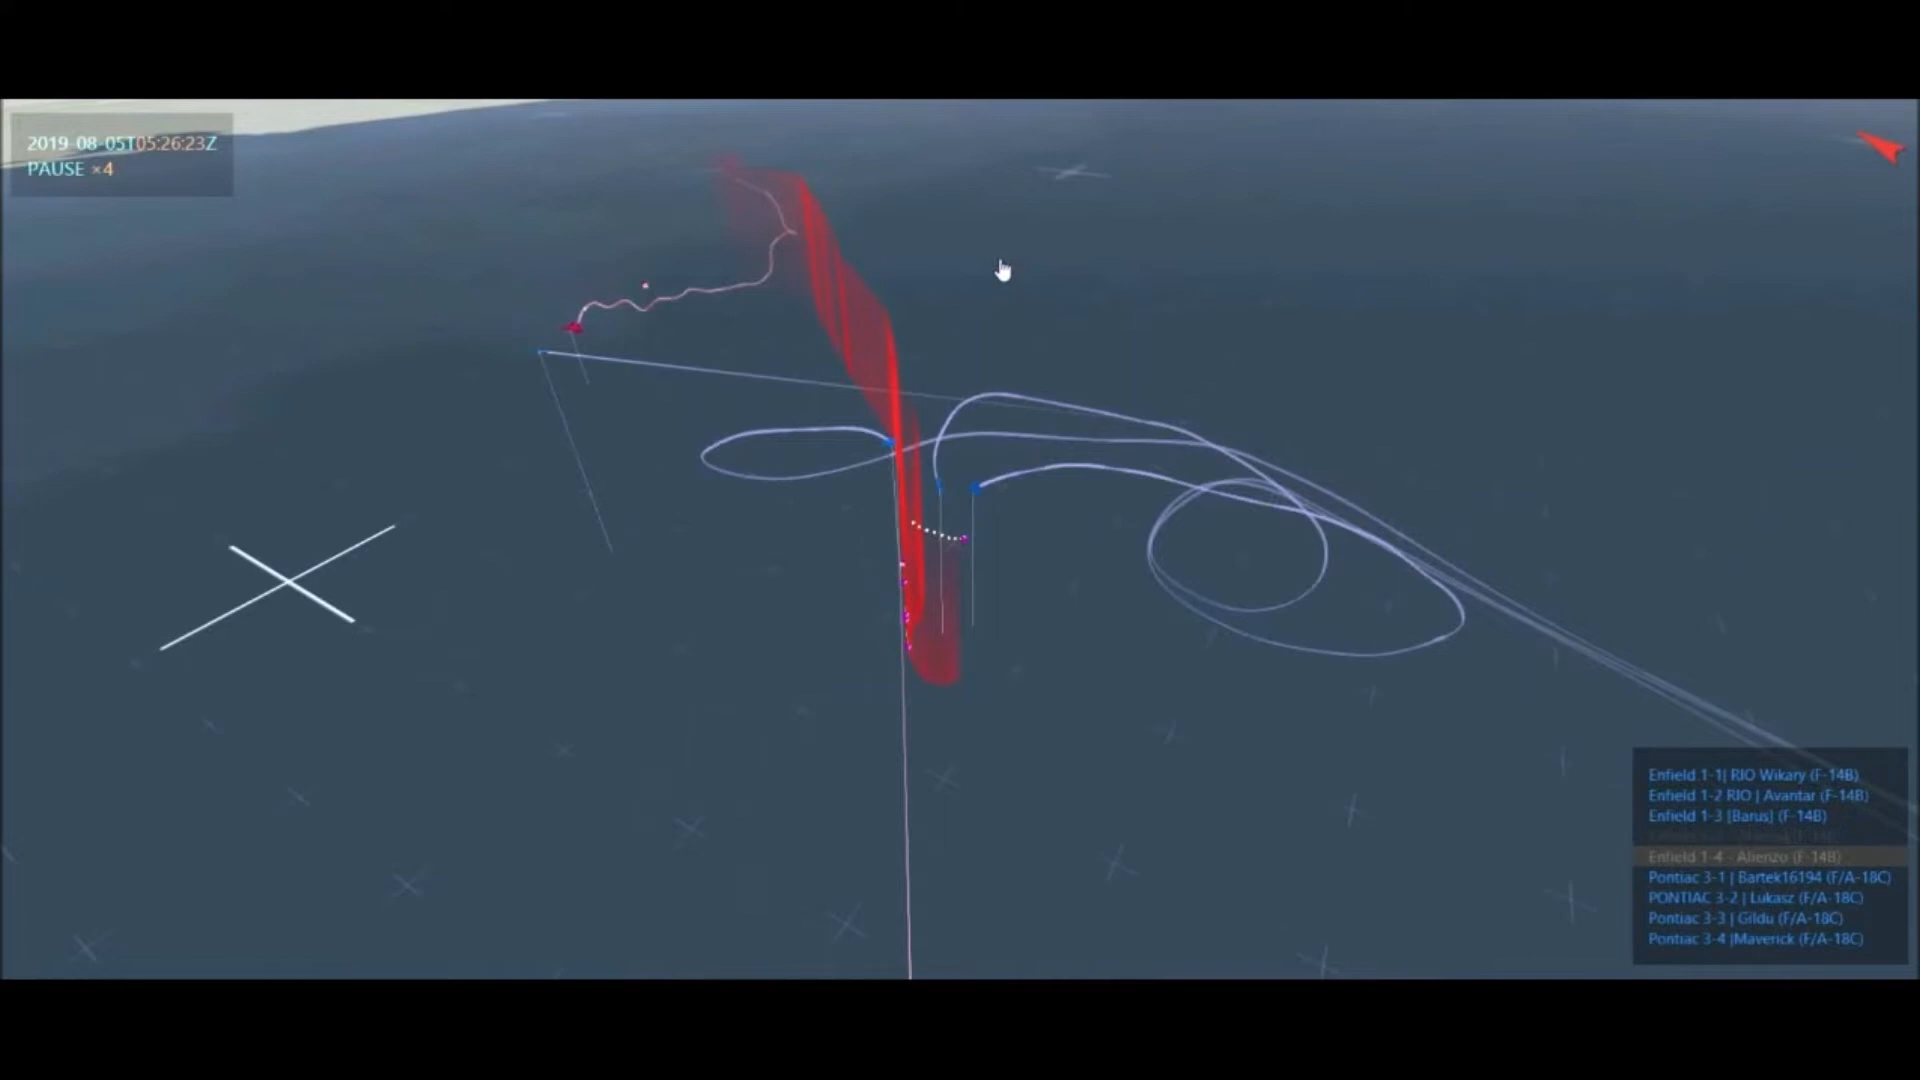 2019-08-05T05:26:23Z
PAUSE ×4
Enfield 1-1| RIO Wikary (F-14B)
Enfield 1-2 RIO | Avantar (F-14B)
Enfield 1-3 [Barus] (F-14B)
Enfield 1-4 - Alienzo (F-14B)
Pontiac 3-1 | Bartek16194 (F/A-18C)
PONTIAC 3-2 | Lukasz (F/A-18C)
Pontiac 3-3 | Gildu (F/A-18C)
Pontiac 3-4 |Maverick (F/A-18C)